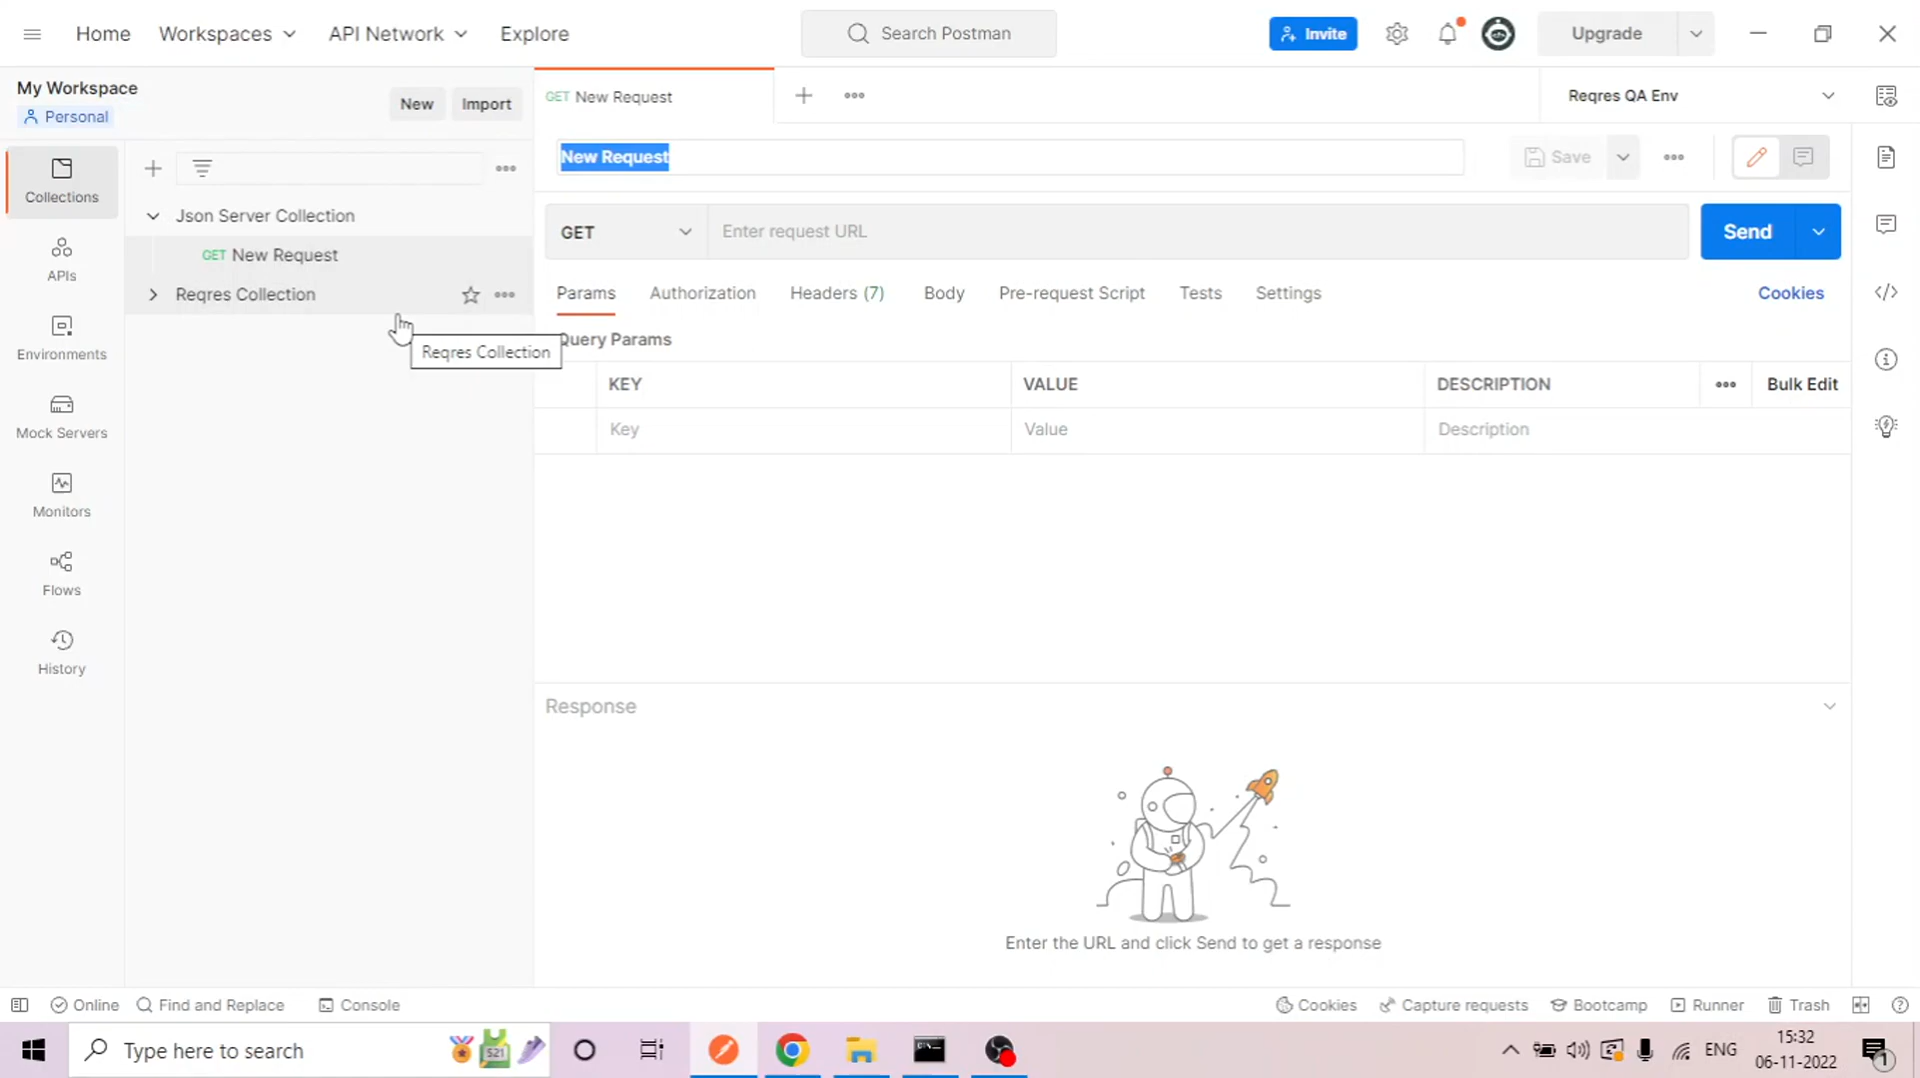 Home
Workspaces
API Network
Explore
Search Postman
Invite
Upgrade
My Workspace
Personal
New
Import
GET New Request
Reqres QA Env
New Request
Save
Collections
APIs
Environments
Mock Servers
Monitors
Flows
History
Json Server Collection
GET New Request
Reqres Collection
Reqres Collection
GET
Enter request URL
Send
Params
Authorization
Headers (7)
Body
Pre-request Script
Tests
Settings
Cookies
Query Params
KEY
VALUE
DESCRIPTION
Bulk Edit
Key
Value
Description
Response
Enter the URL and click Send to get a response
Online
Find and Replace
Console
Cookies
Capture requests
Bootcamp
Runner
Trash
Type here to search
$21
ENG
15:32
06-11-2022
1